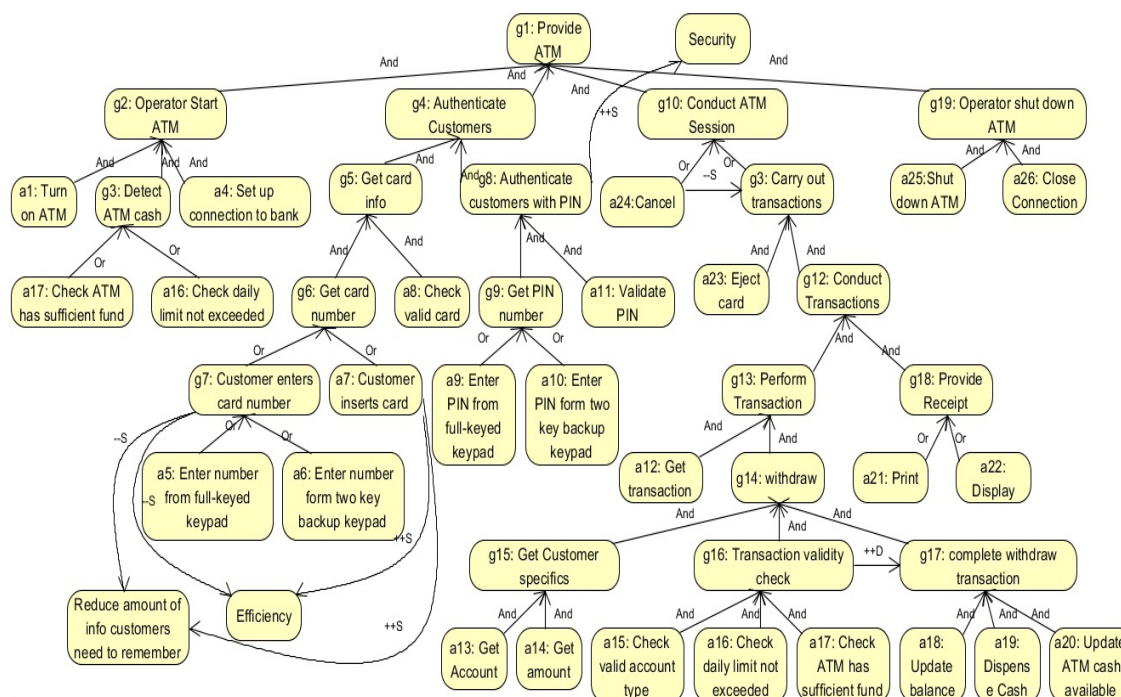 g1: Provide
ATM
Security
And
And
And
And
++S
g2: Operator Start
ATM
g4: Authenticate
Customers
g10: Conduct ATM
Session
g19: Operator shut down
ATM
And
And
And
And
And
Or
Or
--S
And
And
a1: Turn
on ATM
g3: Detect
ATM cash
a4: Set up
connection to bank
g5: Get card
info
g8: Authenticate
customers with PIN
a24:Cancel
g3: Carry out
transactions
a25:Shut
down ATM
a26: Close
Connection
Or
Or
And
And
And
And
And
And
a17: Check ATM
has sufficient fund
a16: Check daily
limit not exceeded
g6: Get card
number
a8: Check
valid card
g9: Get PIN
number
a11: Validate
PIN
a23: Eject
card
g12: Conduct
Transactions
Or
Or
Or
Or
And
And
g7: Customer enters
card number
a7: Customer
inserts card
a9: Enter
PIN from
full-keyed
keypad
a10: Enter
PIN form two
key backup
keypad
g13: Perform
Transaction
g18: Provide
Receipt
--S
Or
Or
And
And
Or
Or
a5: Enter number
from full-keyed
keypad
a6: Enter number
form two key
backup keypad
a12: Get
transaction
g14: withdraw
a21: Print
a22:
Display
--S
++S
And
And
And
g15: Get Customer
specifics
g16: Transaction validity
check
++D
g17: complete withdraw
transaction
Reduce amount of
info customers
need to remember
Efficiency
++S
And
And
And
And
And
And
And
And
a13: Get
Account
a14: Get
amount
a15: Check
valid account
type
a16: Check
daily limit not
exceeded
a17: Check
ATM has
sufficient fund
a18:
Update
balance
a19:
Dispens
e Cash
a20: Update
ATM cash
available